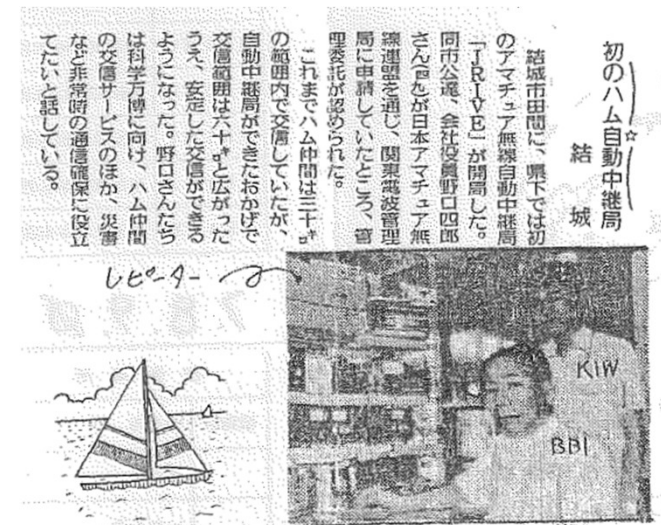 初のハム自動中継局
結城
結城市田間に、県下では初
のアマチュア無線自動中継局
「JRIVE」が開局した。
同市公達、会社役員野口四郎
さん が日本アマチュア無
線連盟を通じ、関東電波管理
局に申請していたところ、管
理委託が認められた。
これまでハム仲間は三十㌔
の範囲内で交信していたが、
自動中継局ができたおかげで
交信範囲は六十㌔と広がった
うえ、安定した交信ができる
ようになった。野口さんたち
は科学万博に向け、ハム仲間
の交信サービスのほか、災害
など非常時の通信確保に役立
てたいと話している。
レピーター
KIW
BBI